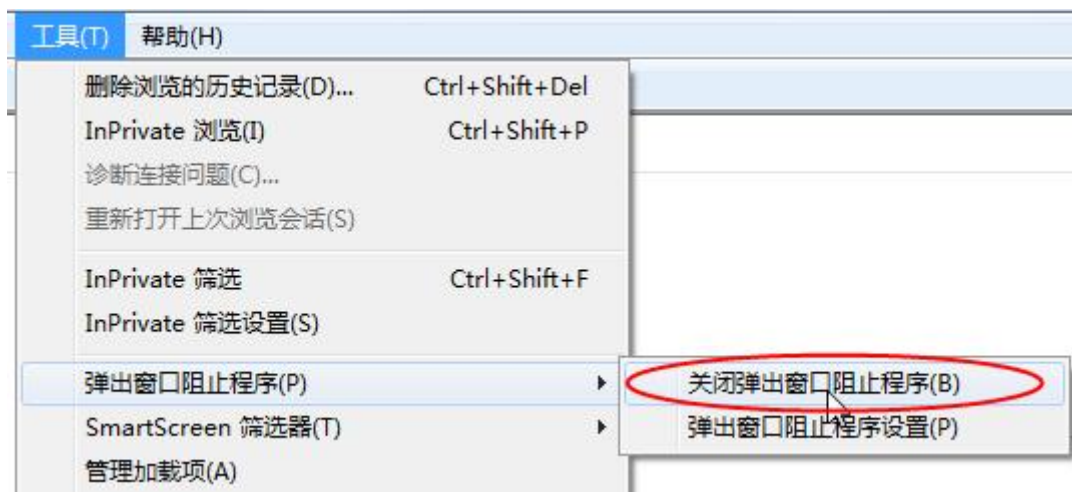 工具(T) 帮助(H)
删除浏览的历史记录(D)... Ctrl+Shift+Del
InPrivate 浏览(I) Ctrl+Shift+P
诊断连接问题(C)...
重新打开上次浏览会话(S)
InPrivate 筛选 Ctrl+Shift+F
InPrivate 筛选设置(S)
弹出窗口阻止程序(P) 关闭弹出窗口阻止程序(B)
SmartScreen 筛选器(T) 弹出窗口阻止程序设置(P)
管理加载项(A)